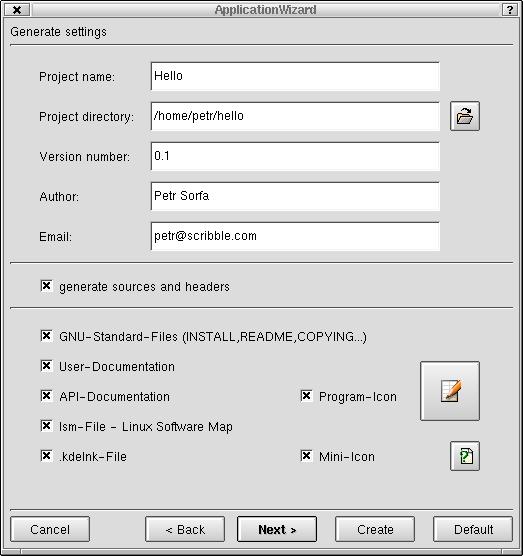 ApplicationWizard
Generate settings
Project name: Hello
Project directory: /home/petr/hello
Version number: 0.1
Author: Petr Sorfa
Email: petr@scribble.com
generate sources and headers
GNU-Standard-Files (INSTALL,README,COPYING...)
User-Documentation
API-Documentation Program-Icon
lsm-File - Linux Software Map
.kdelnk-File Mini-Icon
Cancel < Back Next > Create Default